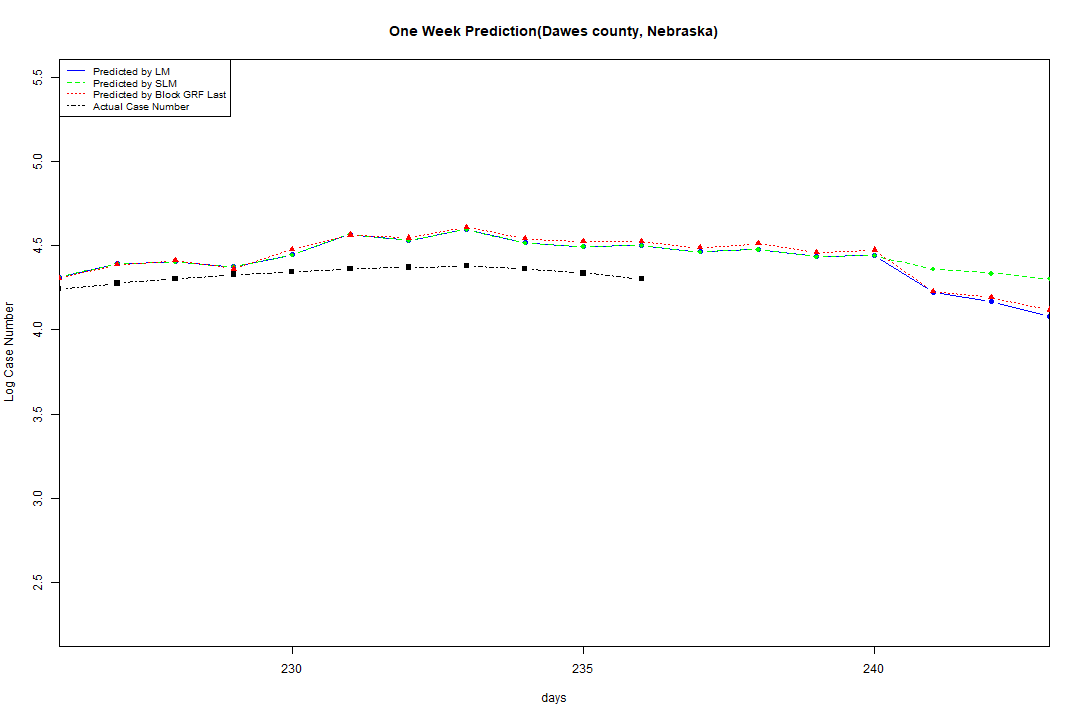 One Week Prediction(Dawes county, Nebraska)
Predicted by LM
Predicted by SLM
Predicted by Block GRF Last
Actual Case Number
5.5
5.0
4.5
4.0
3.5
3.0
2.5
Log Case Number
230
235
240
days